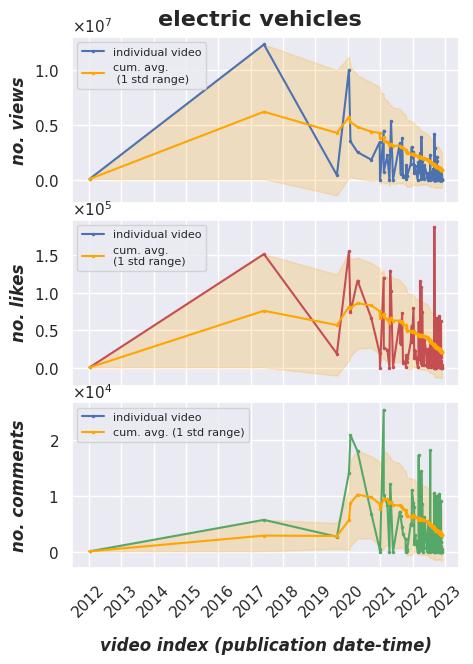 electric vehicles
×10⁷
individual video
cum. avg.
(1 std range)
1.0
0.5
0.0
no. views
×10⁵
individual video
cum. avg.
(1 std range)
1.5
1.0
0.5
0.0
no. likes
×10⁴
individual video
cum. avg. (1 std range)
2
1
0
no. comments
2012 2013 2014 2015 2016 2017 2018 2019 2020 2021 2022 2023
video index (publication date-time)